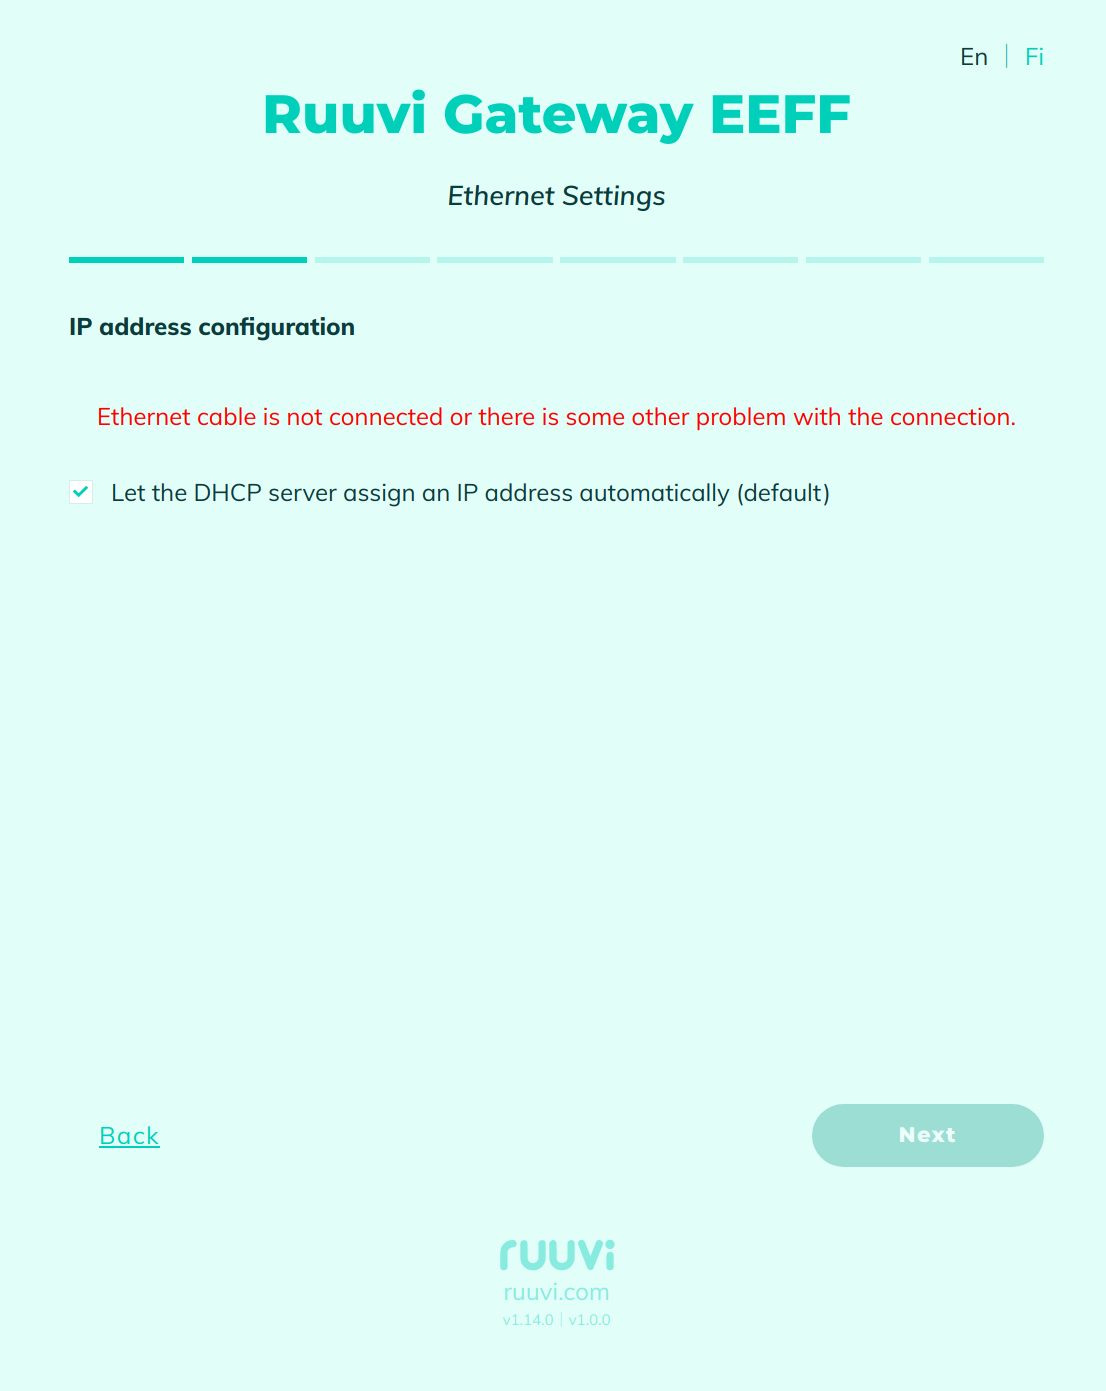 En | Fi
Ruuvi Gateway EEFF
Ethernet Settings
IP address configuration
Ethernet cable is not connected or there is some other problem with the connection.
Let the DHCP server assign an IP address automatically (default)
Back
Next
ruuvi
ruuvi.com
v1.14.0 | v1.0.0